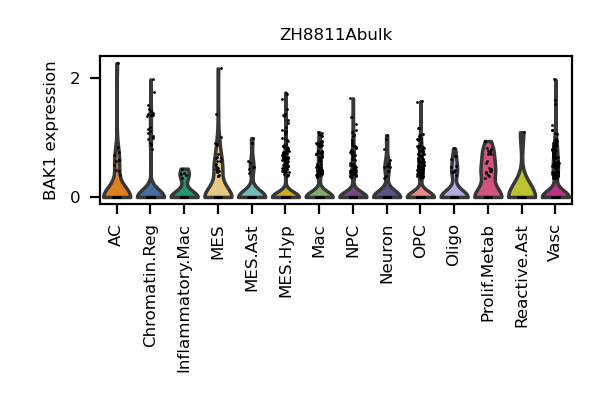 ZH8811Abulk
BAK1 expression
2
0
AC
Chromatin.Reg
Inflammatory.Mac
MES
MES.Ast
MES.Hyp
Mac
NPC
Neuron
OPC
Oligo
Prolif.Metab
Reactive.Ast
Vasc